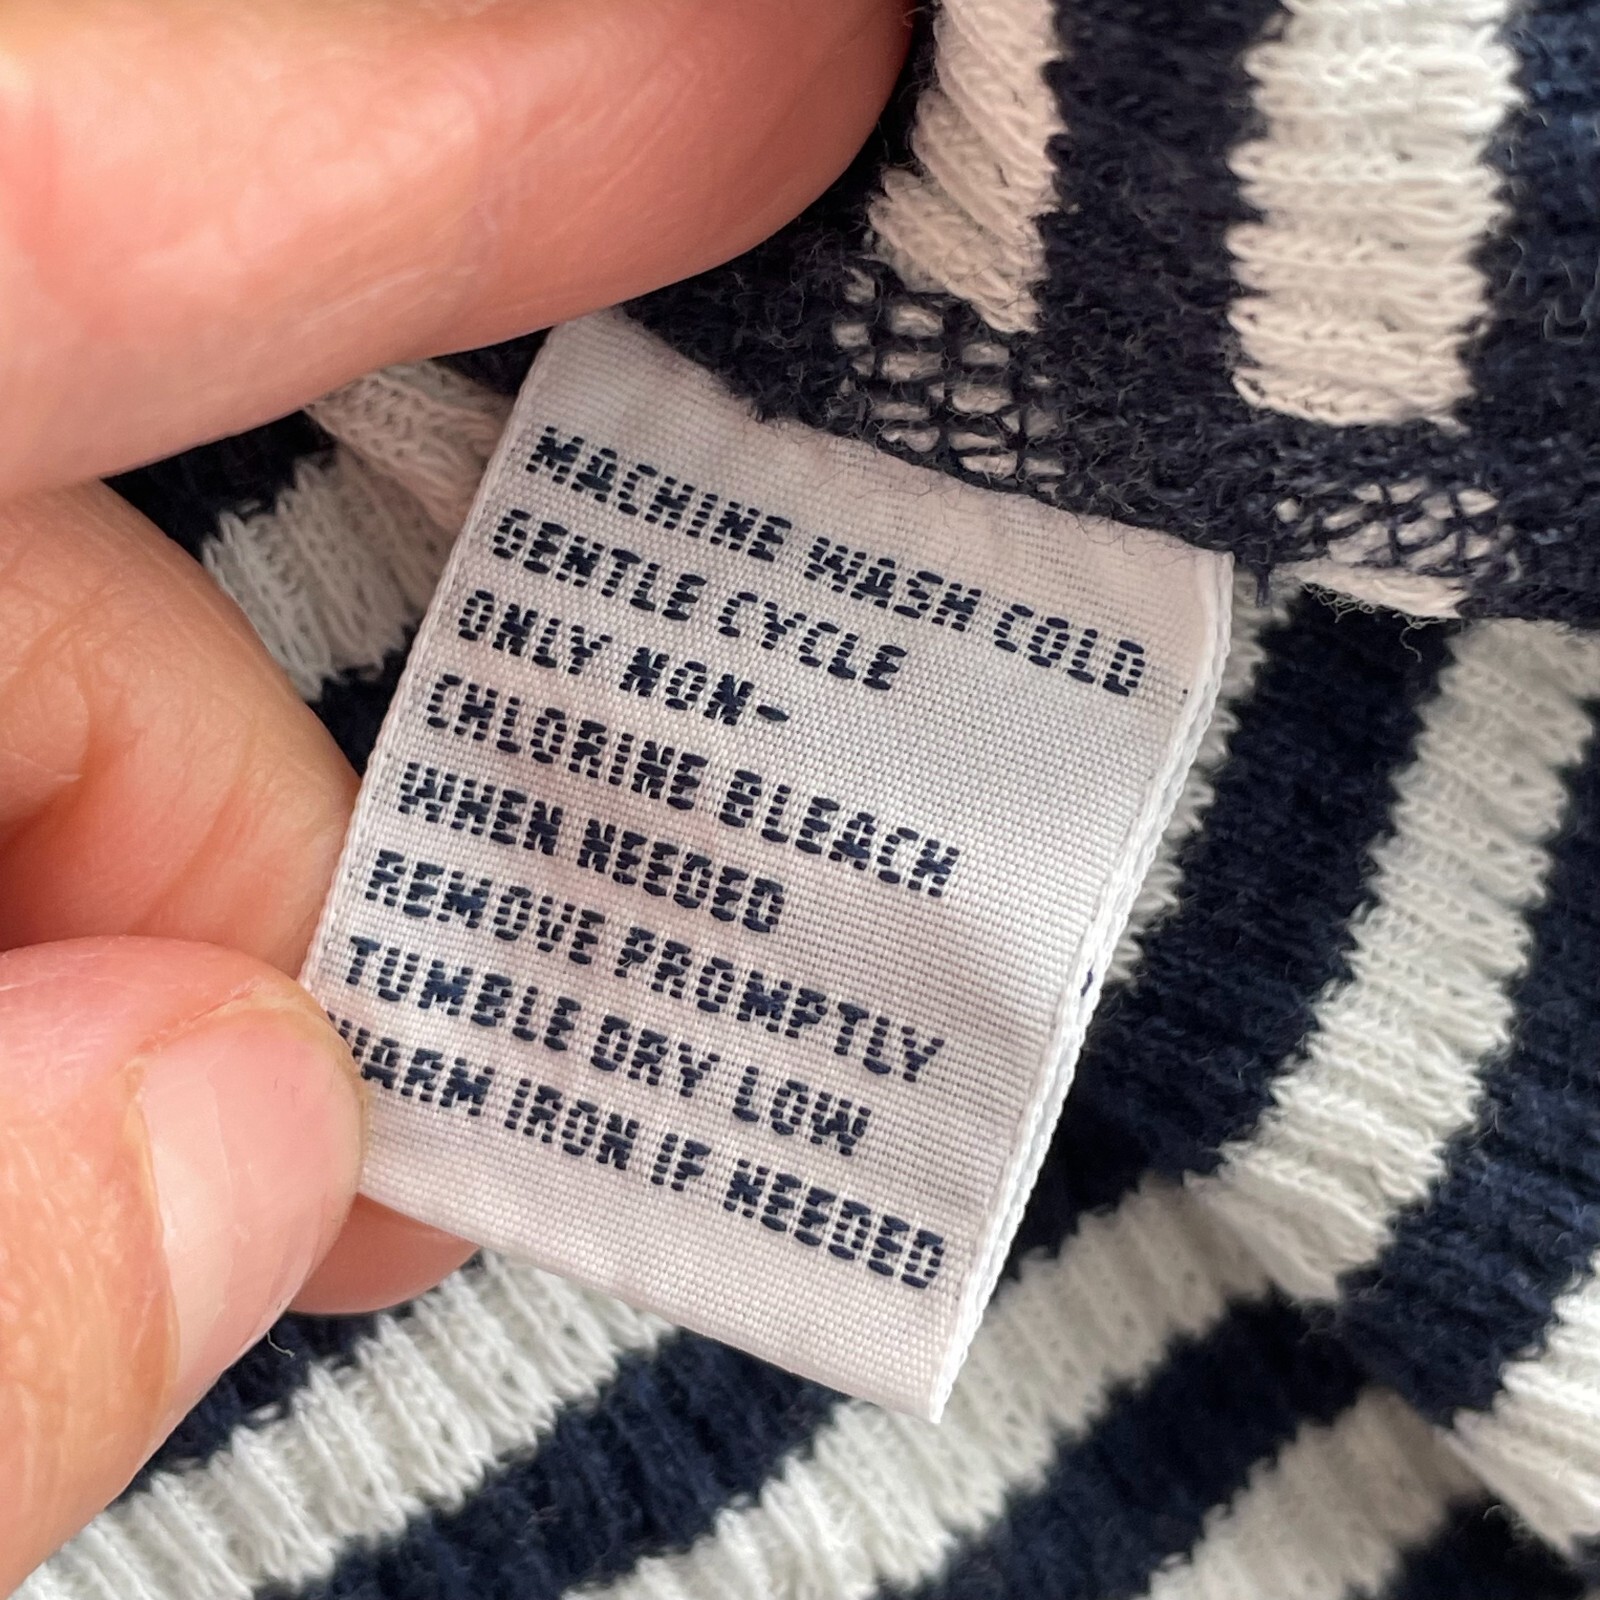 MACHINE WASH COLD
GENTLE CYCLE
ONLY NON-
CHLORINE BLEACH
WHEN NEEDED
REMOVE PROMPTLY
TUMBLE DRY LOW
WARM IRON IF NEEDED